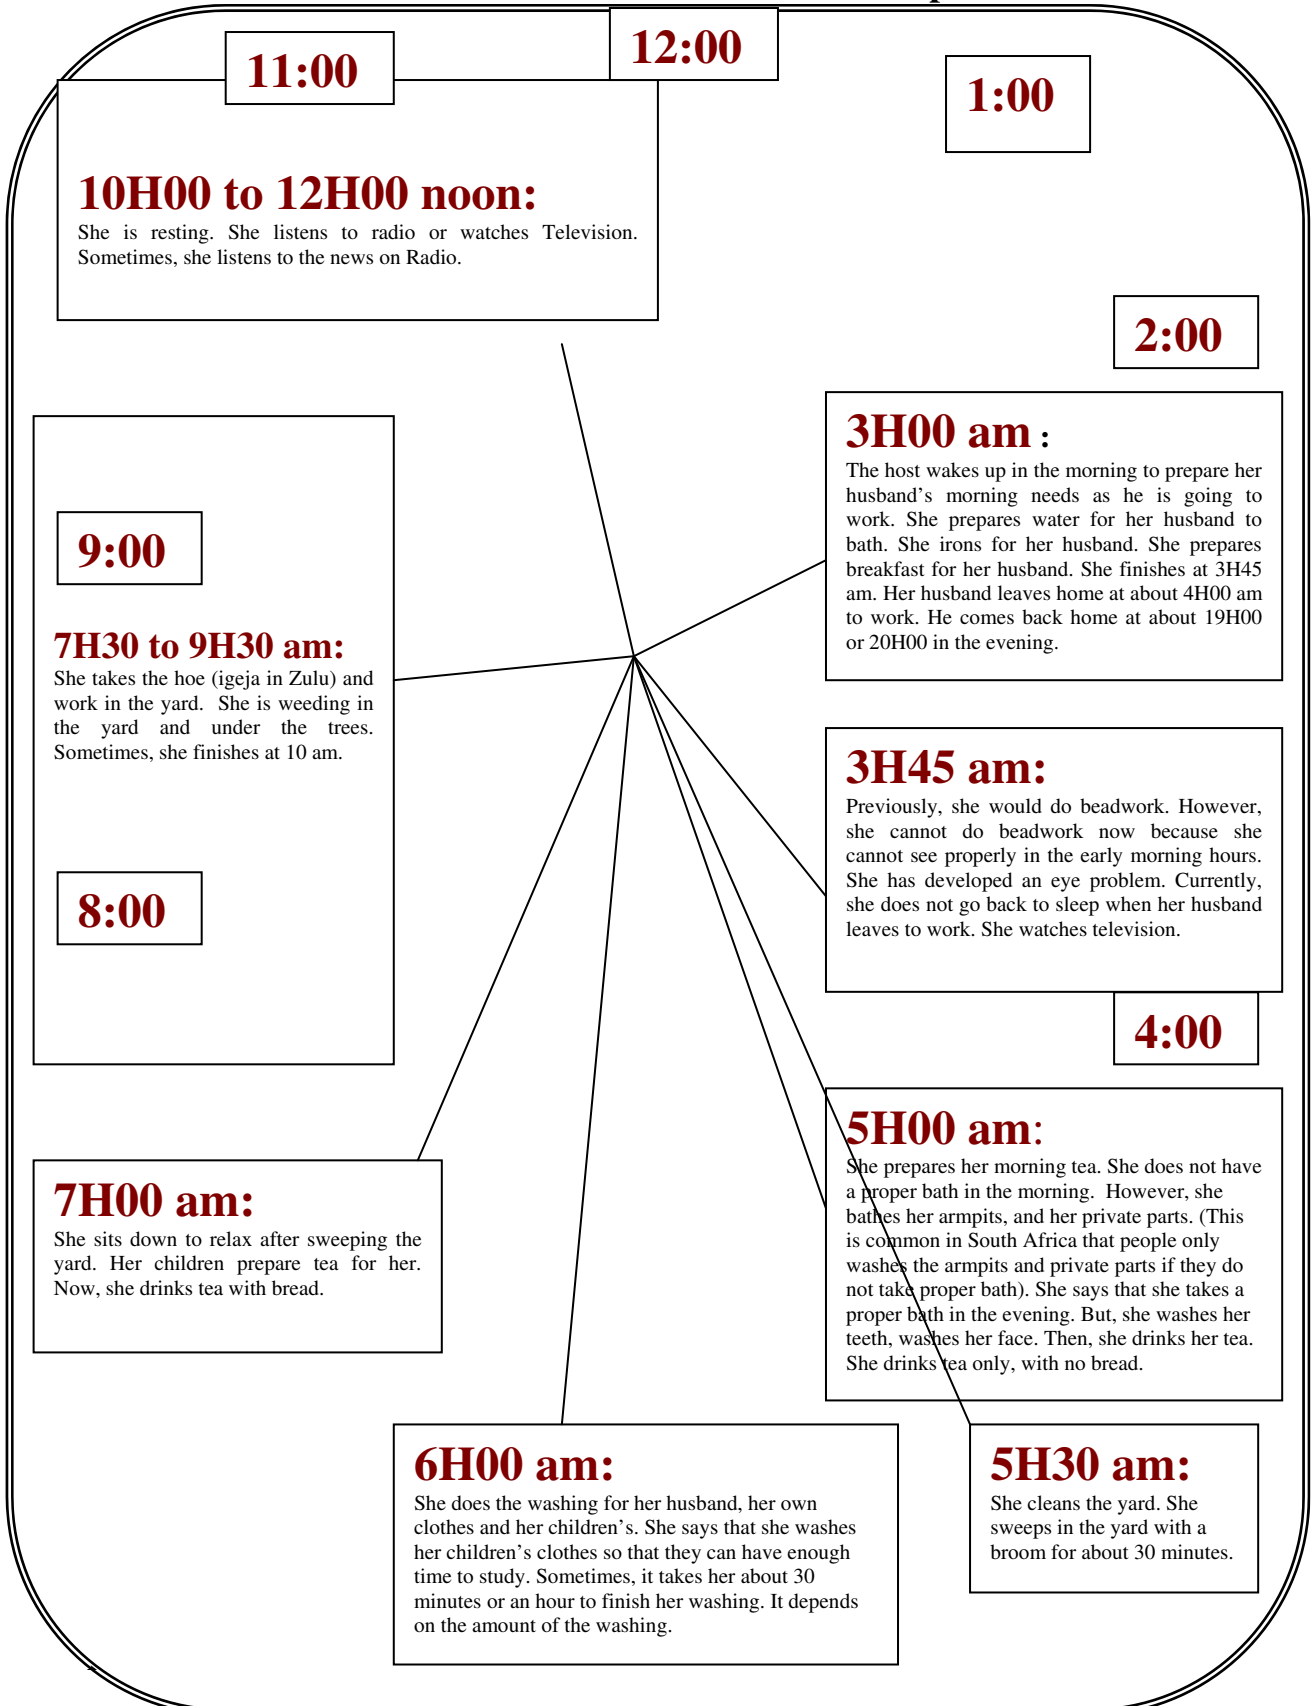 12:00
11:00
1:00
10H00 to 12H00 noon:
She is resting. She listens to radio or watches Television.
Sometimes, she listens to the news on Radio.
2:00
3H00 am :
The host wakes up in the morning to prepare her
husband's morning needs as he is going to
work. She prepares water for her husband to
bath. She irons for her husband. She prepares
breakfast for her husband. She finishes at 3H45
am. Her husband leaves home at about 4H00 am
to work. He comes back home at about 19H00
or 20H00 in the evening.
9:00
7H30 to 9H30 am:
She takes the hoe (igeja in Zulu) and
work in the yard. She is weeding in
the yard and under the trees.
Sometimes, she finishes at 10 am.
8:00
3H45 am:
Previously, she would do beadwork. However,
she cannot do beadwork now because she
cannot see properly in the early morning hours.
She has developed an eye problem. Currently,
she does not go back to sleep when her husband
leaves to work. She watches television.
4:00
5H00 am:
She prepares her morning tea. She does not have
a proper bath in the morning. However, she
bathes her armpits, and her private parts. (This
is common in South Africa that people only
washes the armpits and private parts if they do
not take proper bath). She says that she takes a
proper bath in the evening. But, she washes her
teeth, washes her face. Then, she drinks her tea.
She drinks tea only, with no bread.
7H00 am:
She sits down to relax after sweeping the
yard. Her children prepare tea for her.
Now, she drinks tea with bread.
6H00 am:
She does the washing for her husband, her own
clothes and her children's. She says that she washes
her children's clothes so that they can have enough
time to study. Sometimes, it takes her about 30
minutes or an hour to finish her washing. It depends
on the amount of the washing.
5H30 am:
She cleans the yard. She
sweeps in the yard with a
broom for about 30 minutes.